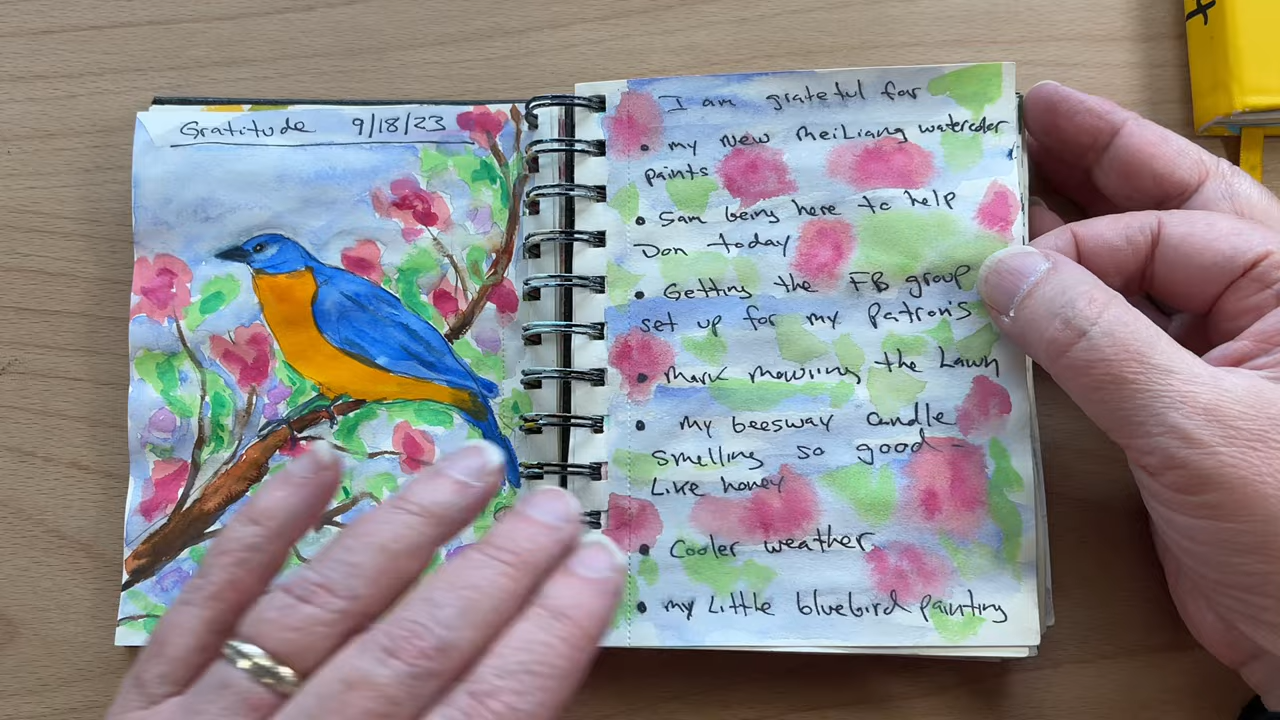 Gratitude 9/18/23
I am grateful for
• my new MeiLiang watercolor
paints
• Sam being here to help
Don today
• Getting the FB group
set up for my Patron's
• Mark mowiing the Lawn
• my beesway candle
smelling so good-
Like honey
• Cooler weather
• my Little bluebird painting